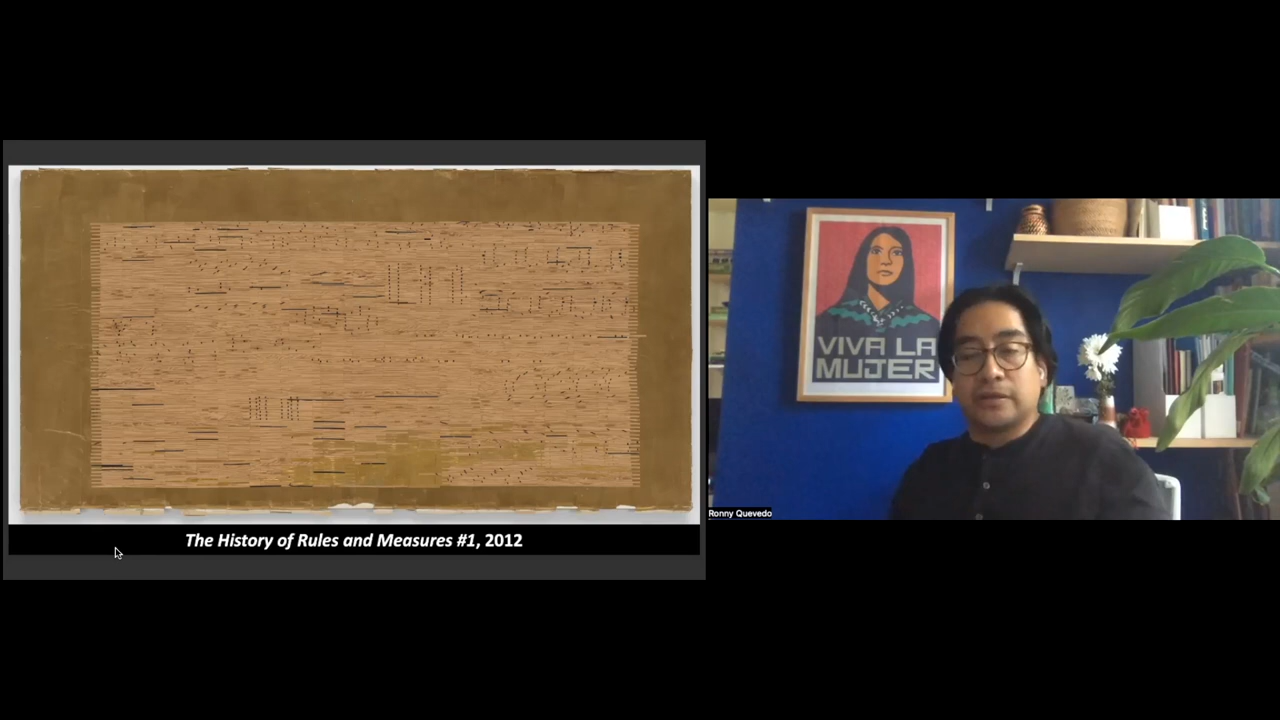 The History of Rules and Measures #1, 2012
VIVA LA
MUJER
Ronny Quevedo